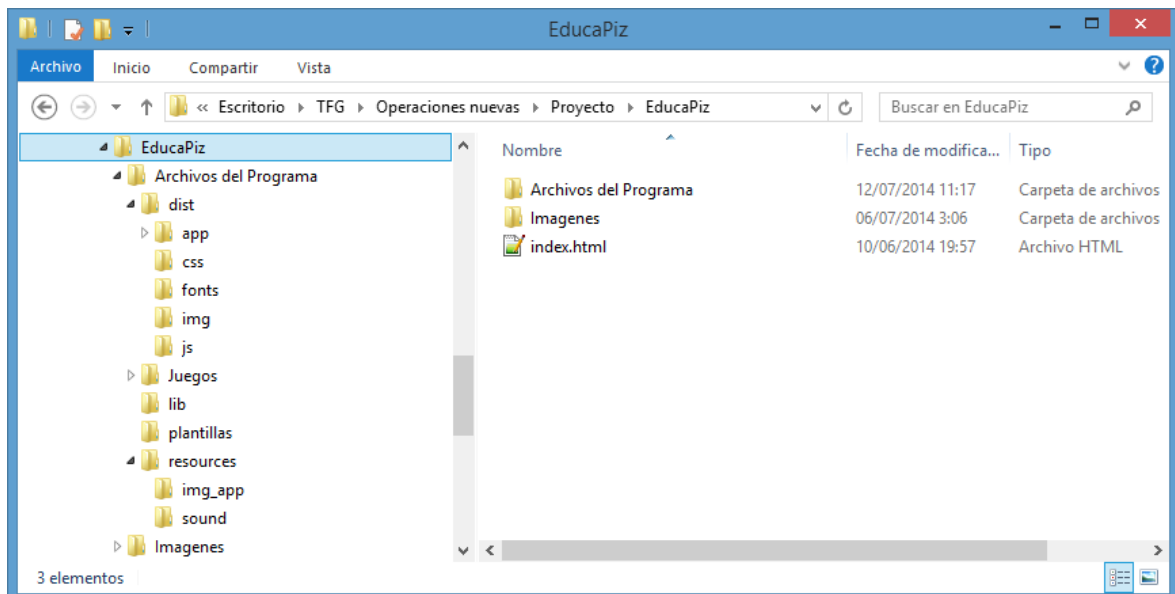 EducaPiz
Archivo Inicio Compartir Vista
« Escritorio TFG Operaciones nuevas Proyecto EducaPiz Buscar en EducaPiz
EducaPiz
Archivos del Programa
dist
app
css
fonts
img
js
Juegos
lib
plantillas
resources
img_app
sound
Imagenes
Nombre Fecha de modifica... Tipo
Archivos del Programa 12/07/2014 11:17 Carpeta de archivos
Imagenes 06/07/2014 3:06 Carpeta de archivos
index.html 10/06/2014 19:57 Archivo HTML
3 elementos